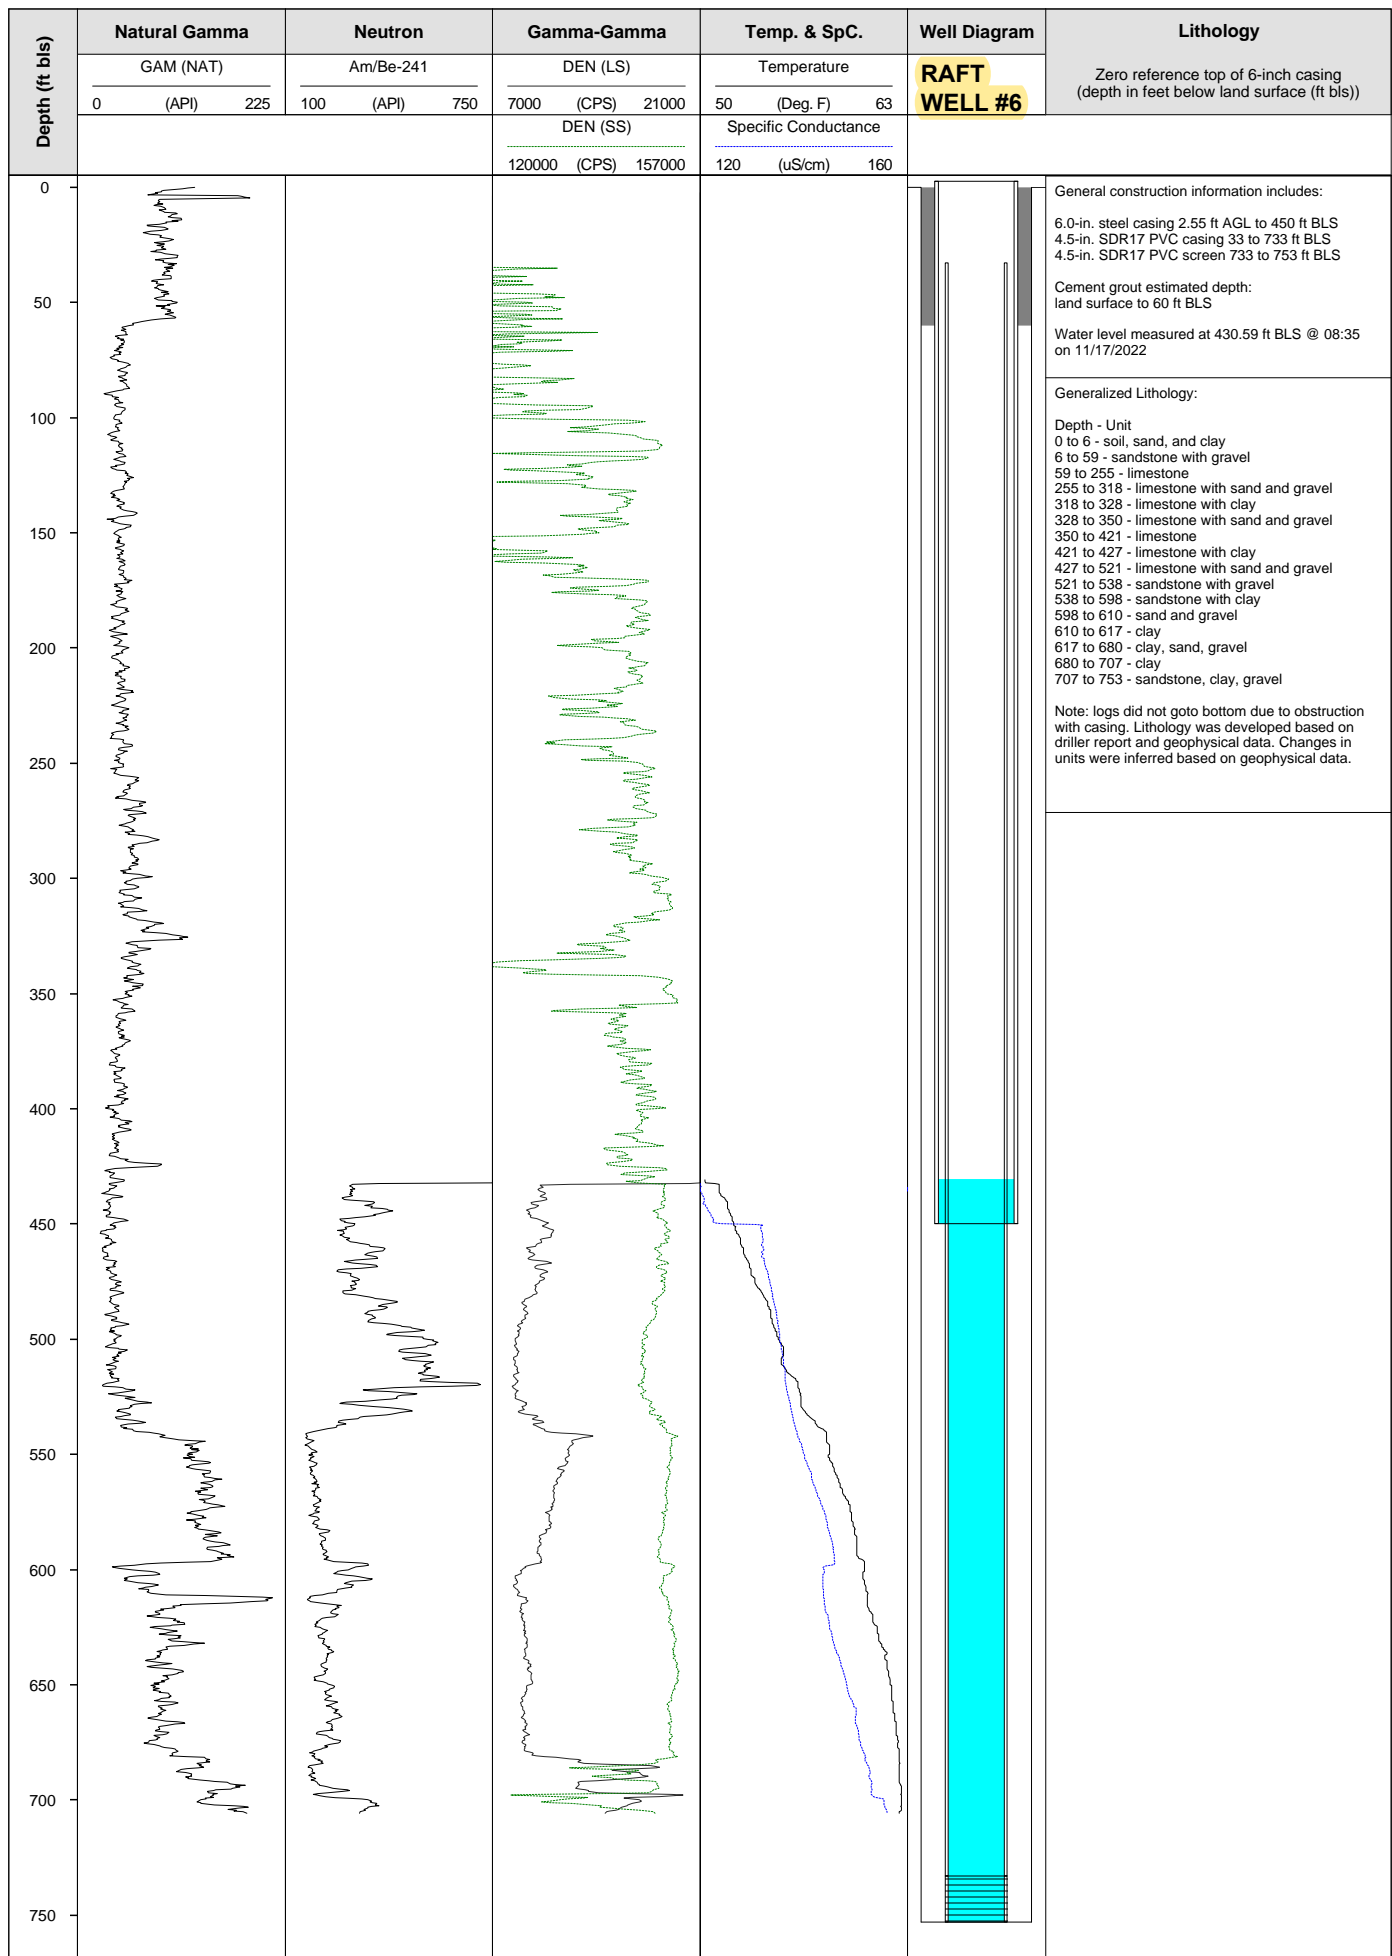 Depth (ft bls)
Natural Gamma
Neutron
Gamma-Gamma
Temp. & SpC.
Well Diagram
Lithology
GAM (NAT)
0 (API) 225
Am/Be-241
100 (API) 750
DEN (LS)
7000 (CPS) 21000
DEN (SS)
120000 (CPS) 157000
Temperature
50 (Deg. F) 63
Specific Conductance
120 (uS/cm) 160
RAFT
WELL #6
Zero reference top of 6-inch casing
(depth in feet below land surface (ft bls))
0
50
100
150
200
250
300
350
400
450
500
550
600
650
700
750
General construction information includes:
6.0-in. steel casing 2.55 ft AGL to 450 ft BLS
4.5-in. SDR17 PVC casing 33 to 733 ft BLS
4.5-in. SDR17 PVC screen 733 to 753 ft BLS
Cement grout estimated depth:
land surface to 60 ft BLS
Water level measured at 430.59 ft BLS @ 08:35
on 11/17/2022
Generalized Lithology:
Depth - Unit
0 to 6 - soil, sand, and clay
6 to 59 - sandstone with gravel
59 to 255 - limestone
255 to 318 - limestone with sand and gravel
318 to 328 - limestone with clay
328 to 350 - limestone with sand and gravel
350 to 421 - limestone
421 to 427 - limestone with clay
427 to 521 - limestone with sand and gravel
521 to 538 - sandstone with gravel
538 to 598 - sandstone with clay
598 to 610 - sand and gravel
610 to 617 - clay
617 to 680 - clay, sand, gravel
680 to 707 - clay
707 to 753 - sandstone, clay, gravel
Note: logs did not goto bottom due to obstruction
with casing. Lithology was developed based on
driller report and geophysical data. Changes in
units were inferred based on geophysical data.